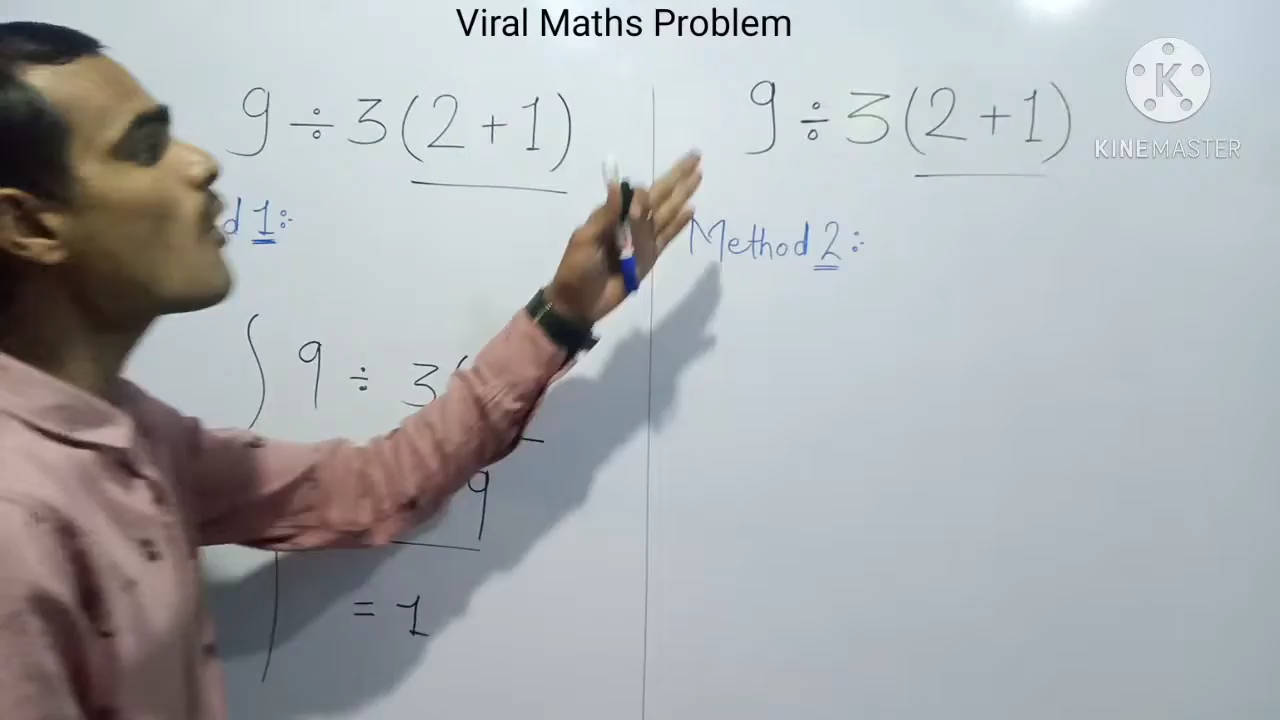 Viral Maths Problem
9 ÷ 3(2+1)
d 1:
9 ÷ 3(
9
= 1
9 ÷ 3(2+1)
Method 2:
K
KINEMASTER